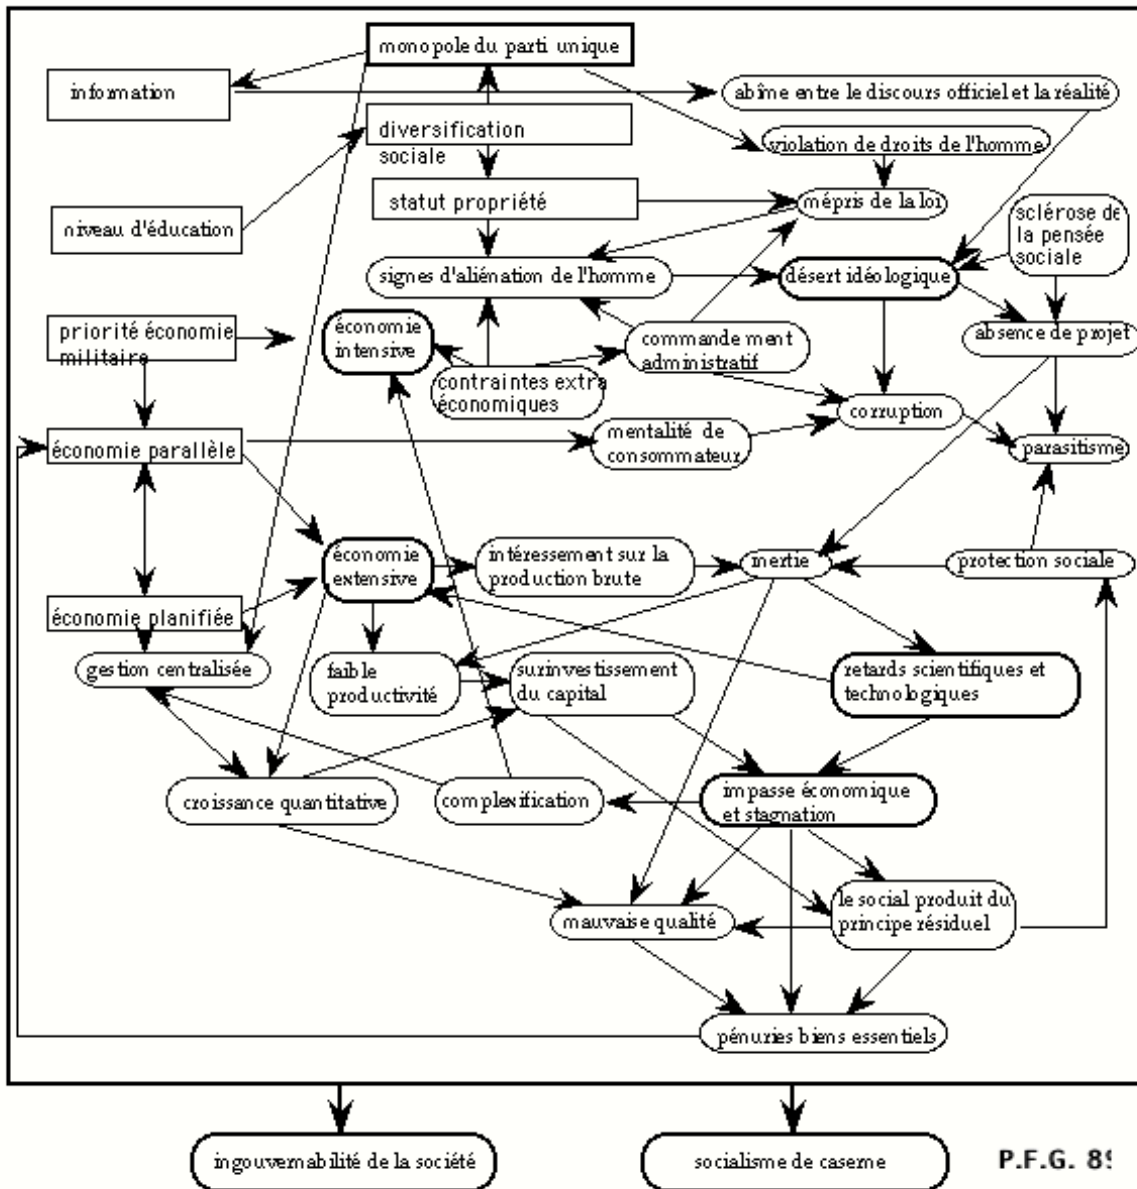 monopole du parti unique
information
abîme entre le discours officiel et la réalité
diversification
sociale
violation de droits de l'homme
statut propriété
mépris de la loi
sclérose de
la pensée
sociale
niveau d'éducation
signes d'aliénation de l'homme
désert idéologique
priorité économie
militaire
économie
intensive
commandement
administratif
absence de projet
contraintes extra
économiques
corruption
mentalité de
consommateur
économie parallèle
parasitisme
économie
extensive
intéressement sur la
production brute
inertie
protection sociale
économie planifiée
gestion centralisée
faible
productivité
surinvestissement
du capital
retards scientifiques et
technologiques
croissance quantitative
complexification
impasse économique
et stagnation
le social produit du
principe résiduel
mauvaise qualité
pénuries biens essentiels
ingouvernabilité de la société
socialisme de caserne
P.F.G.